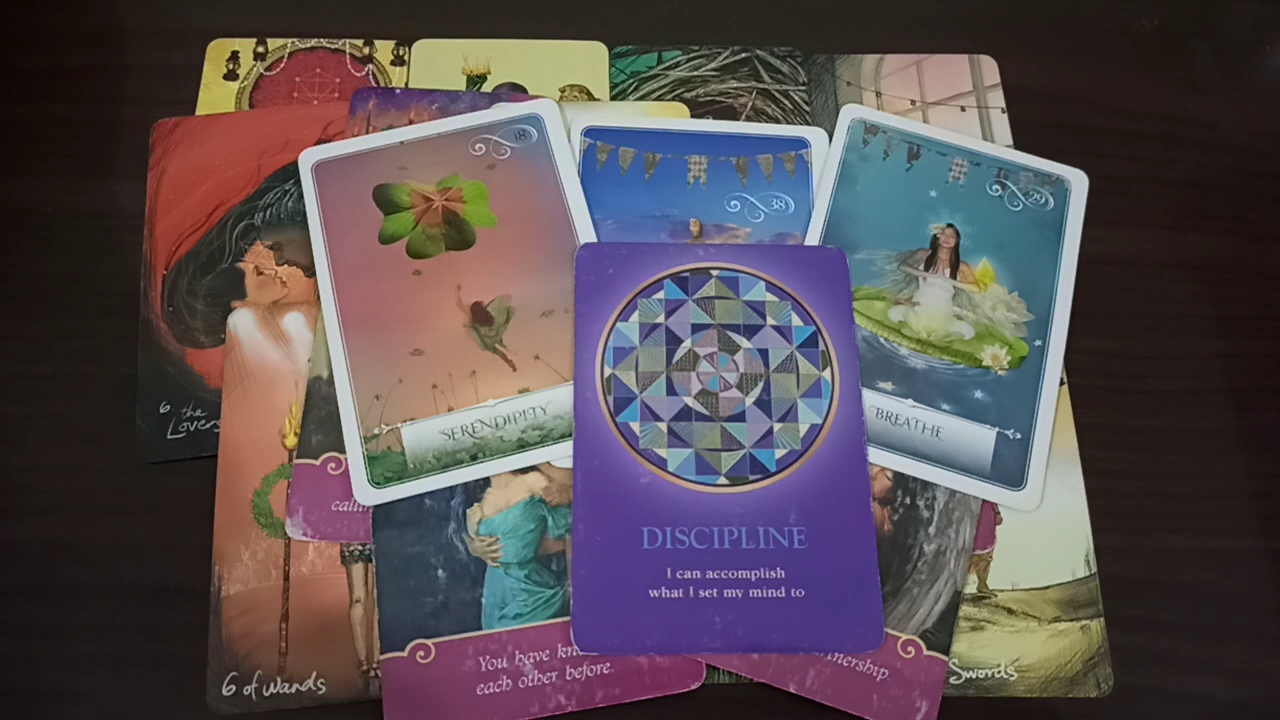 18
38
29
SERENDIPITY
BREATHE
6.
the
Lovers
DISCIPLINE
I can accomplish
what I set my mind to
You have
each other before.
6 of wands
Swords